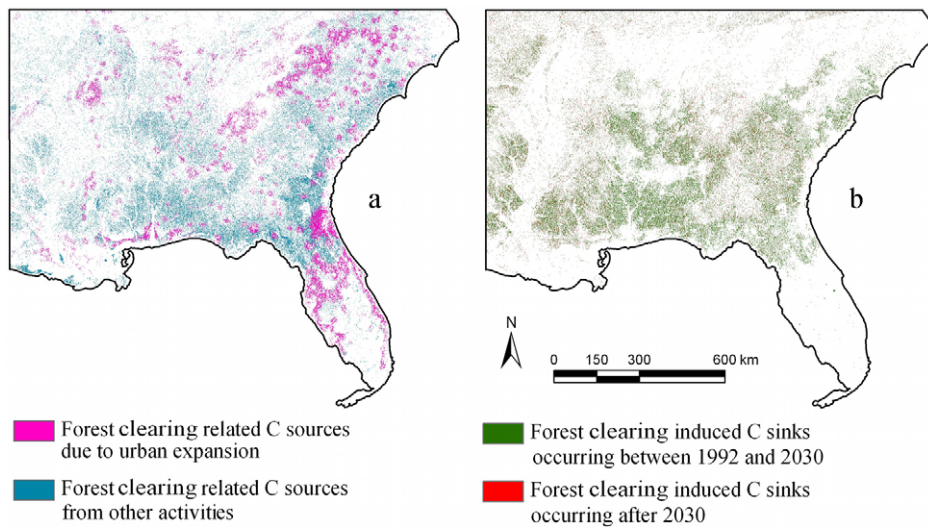 a
b
N
0 150 300 600 km
Forest clearing related C sources
due to urban expansion
Forest clearing related C sources
from other activities
Forest clearing induced C sinks
occurring between 1992 and 2030
Forest clearing induced C sinks
occurring after 2030